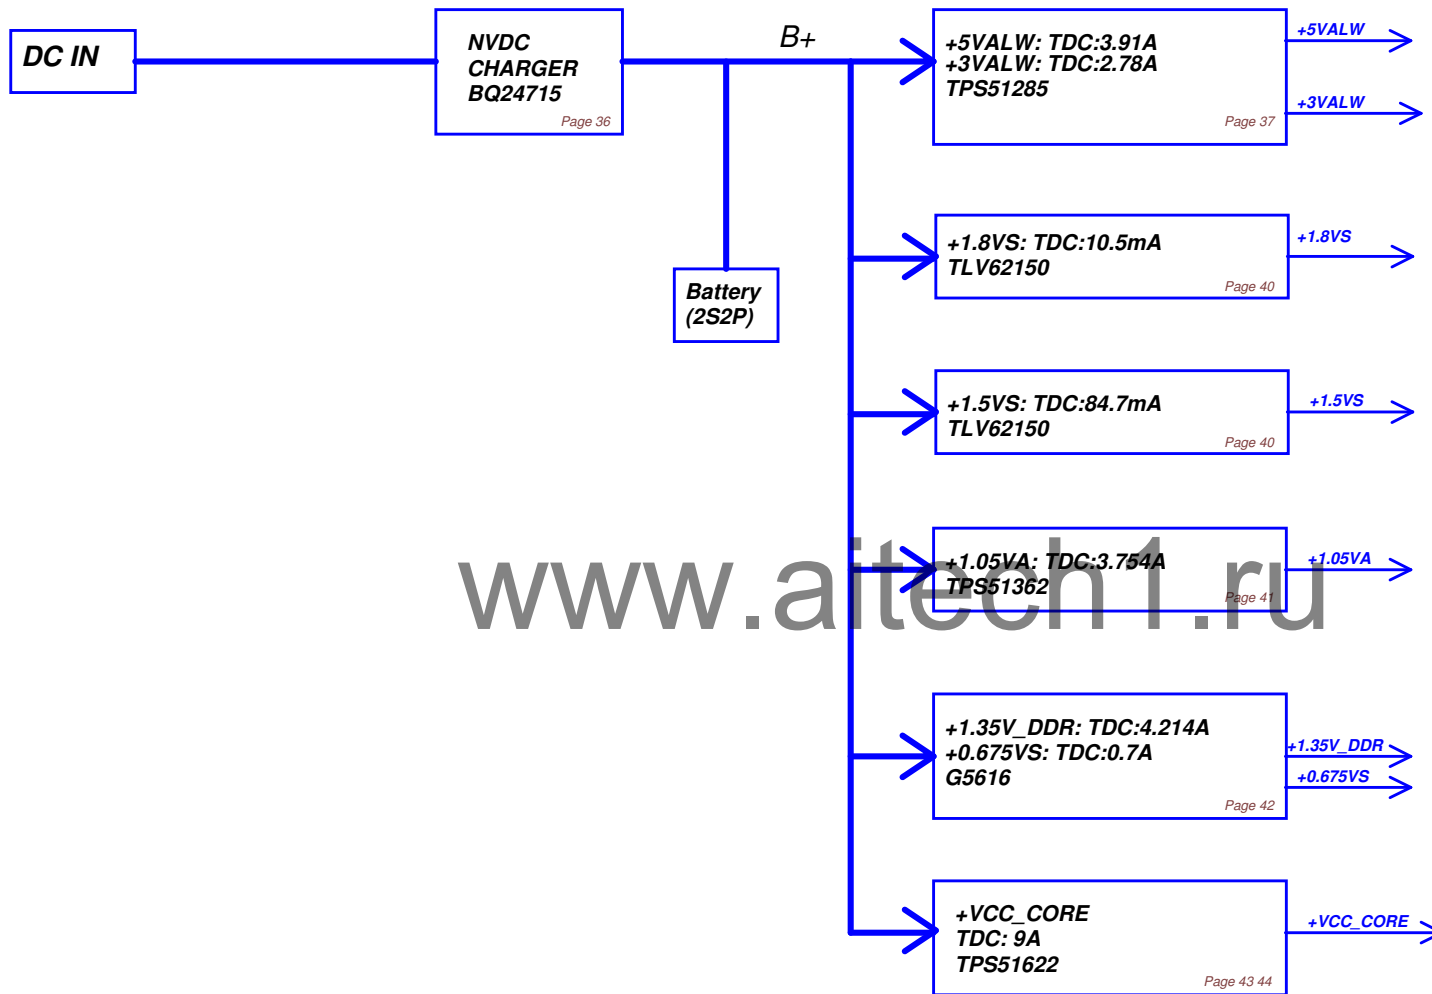 DC IN
NVDC
CHARGER
BQ24715
Page 36
B+
Battery
(2S2P)
+5VALW: TDC:3.91A
+3VALW: TDC:2.78A
TPS51285
Page 37
+5VALW
+3VALW
+1.8VS: TDC:10.5mA
TLV62150
Page 40
+1.8VS
+1.5VS: TDC:84.7mA
TLV62150
Page 40
+1.5VS
+1.05VA: TDC:3.754A
TPS51362
Page 41
+1.05VA
www.aitech1.ru
+1.35V_DDR: TDC:4.214A
+0.675VS: TDC:0.7A
G5616
Page 42
+1.35V_DDR
+0.675VS
+VCC_CORE
TDC: 9A
TPS51622
Page 43 44
+VCC_CORE